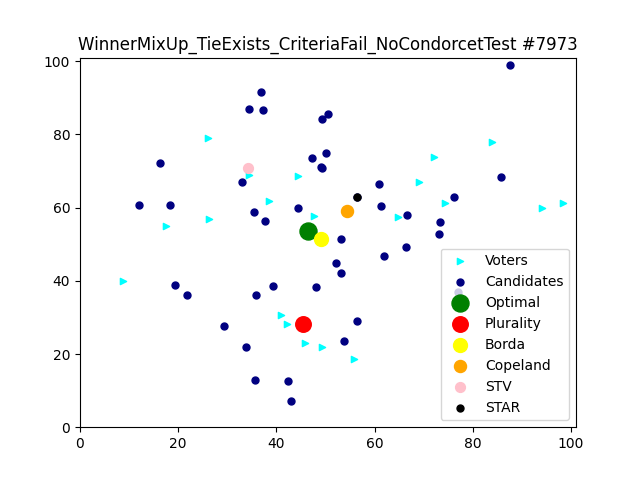 WinnerMixUp_TieExists_CriteriaFail_NoCondorcetTest #7973
100
80
60
40
20
0
0 20 40 60 80 100
Voters
Candidates
Optimal
Plurality
Borda
Copeland
STV
STAR